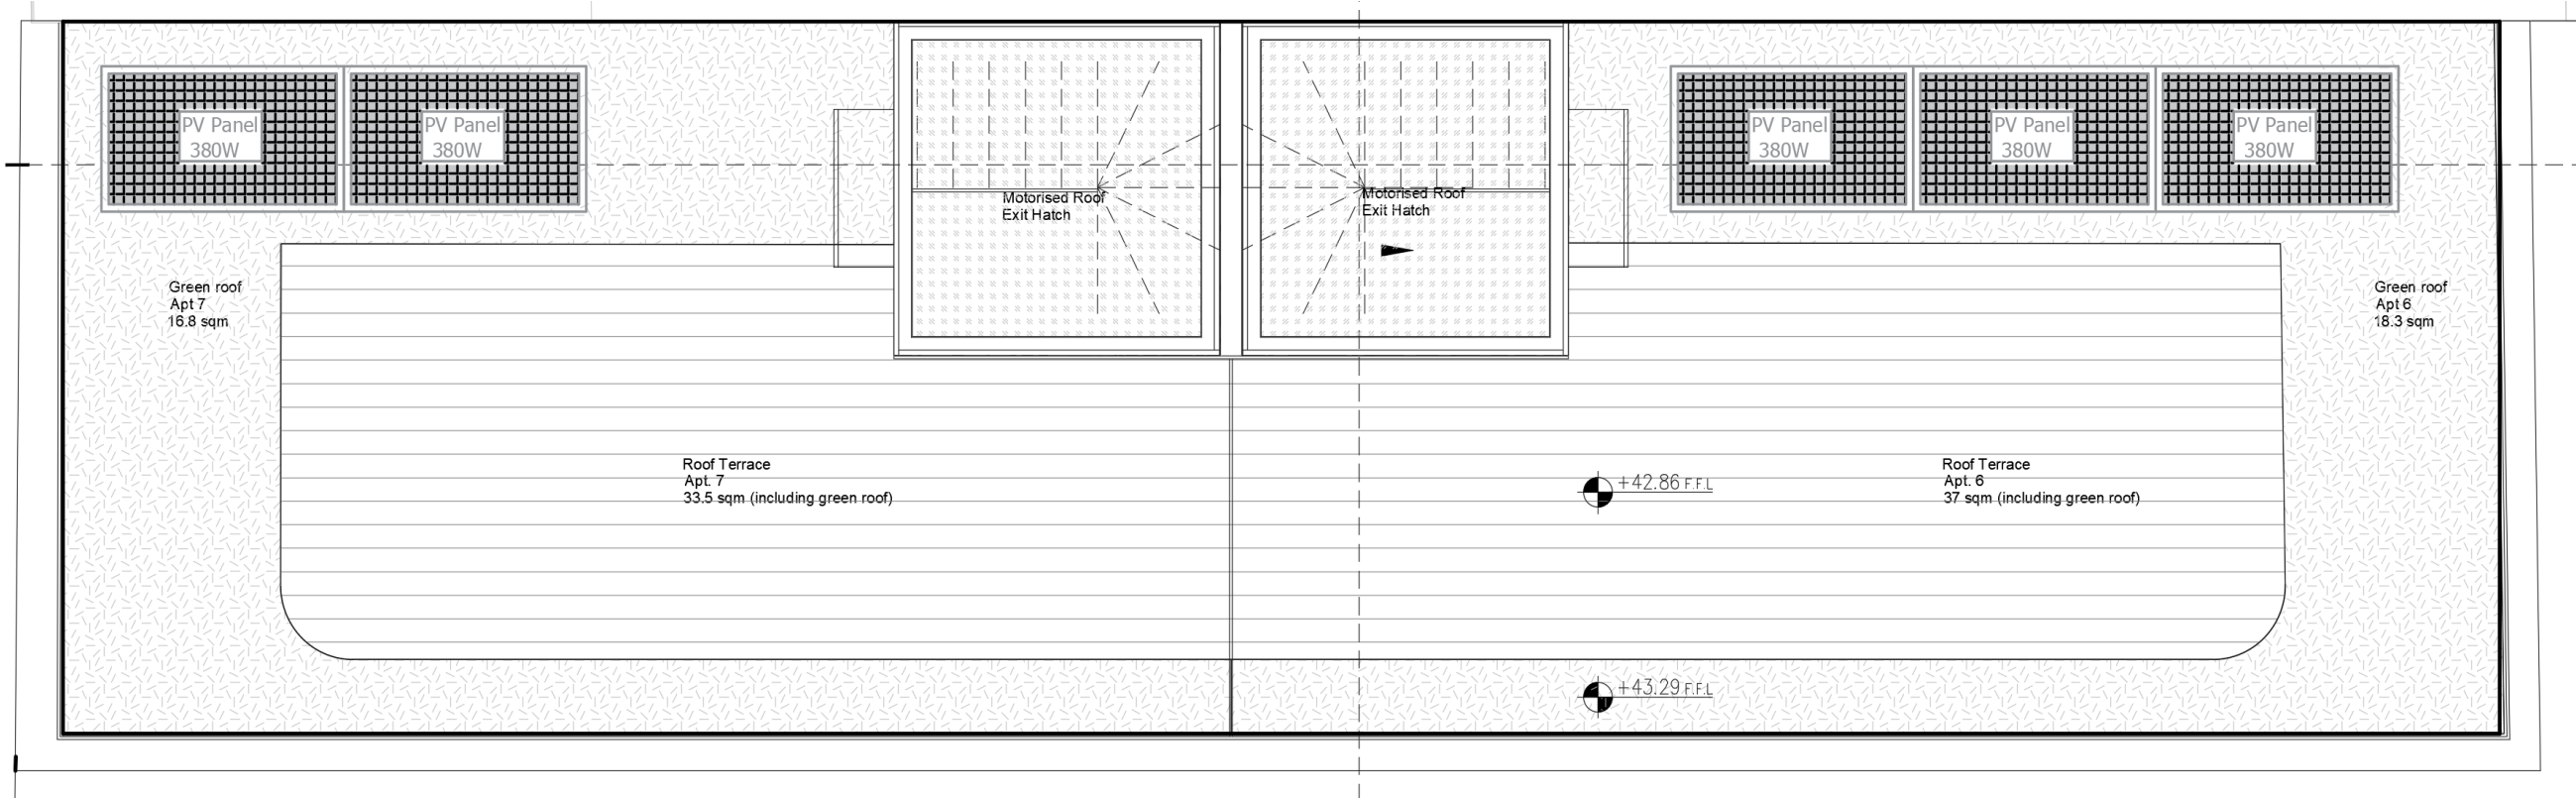 PV Panel
380W
PV Panel
380W
PV Panel
380W
PV Panel
380W
PV Panel
380W
Motorised Roof
Exit Hatch
Motorised Roof
Exit Hatch
Green roof
Apt 7
16.8 sqm
Green roof
Apt 6
18.3 sqm
Roof Terrace
Apt. 7
33.5 sqm (including green roof)
+42.86 F.F.L
Roof Terrace
Apt. 6
37 sqm (including green roof)
+43.29 F.F.L